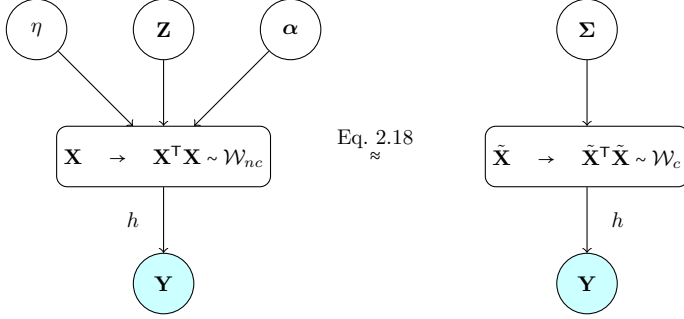 η Z α Σ
X → XᵀX ∼ 𝒲nc
Eq. 2.18
≈
X̃ → X̃ᵀX̃ ∼ 𝒲c
h h
Y Y